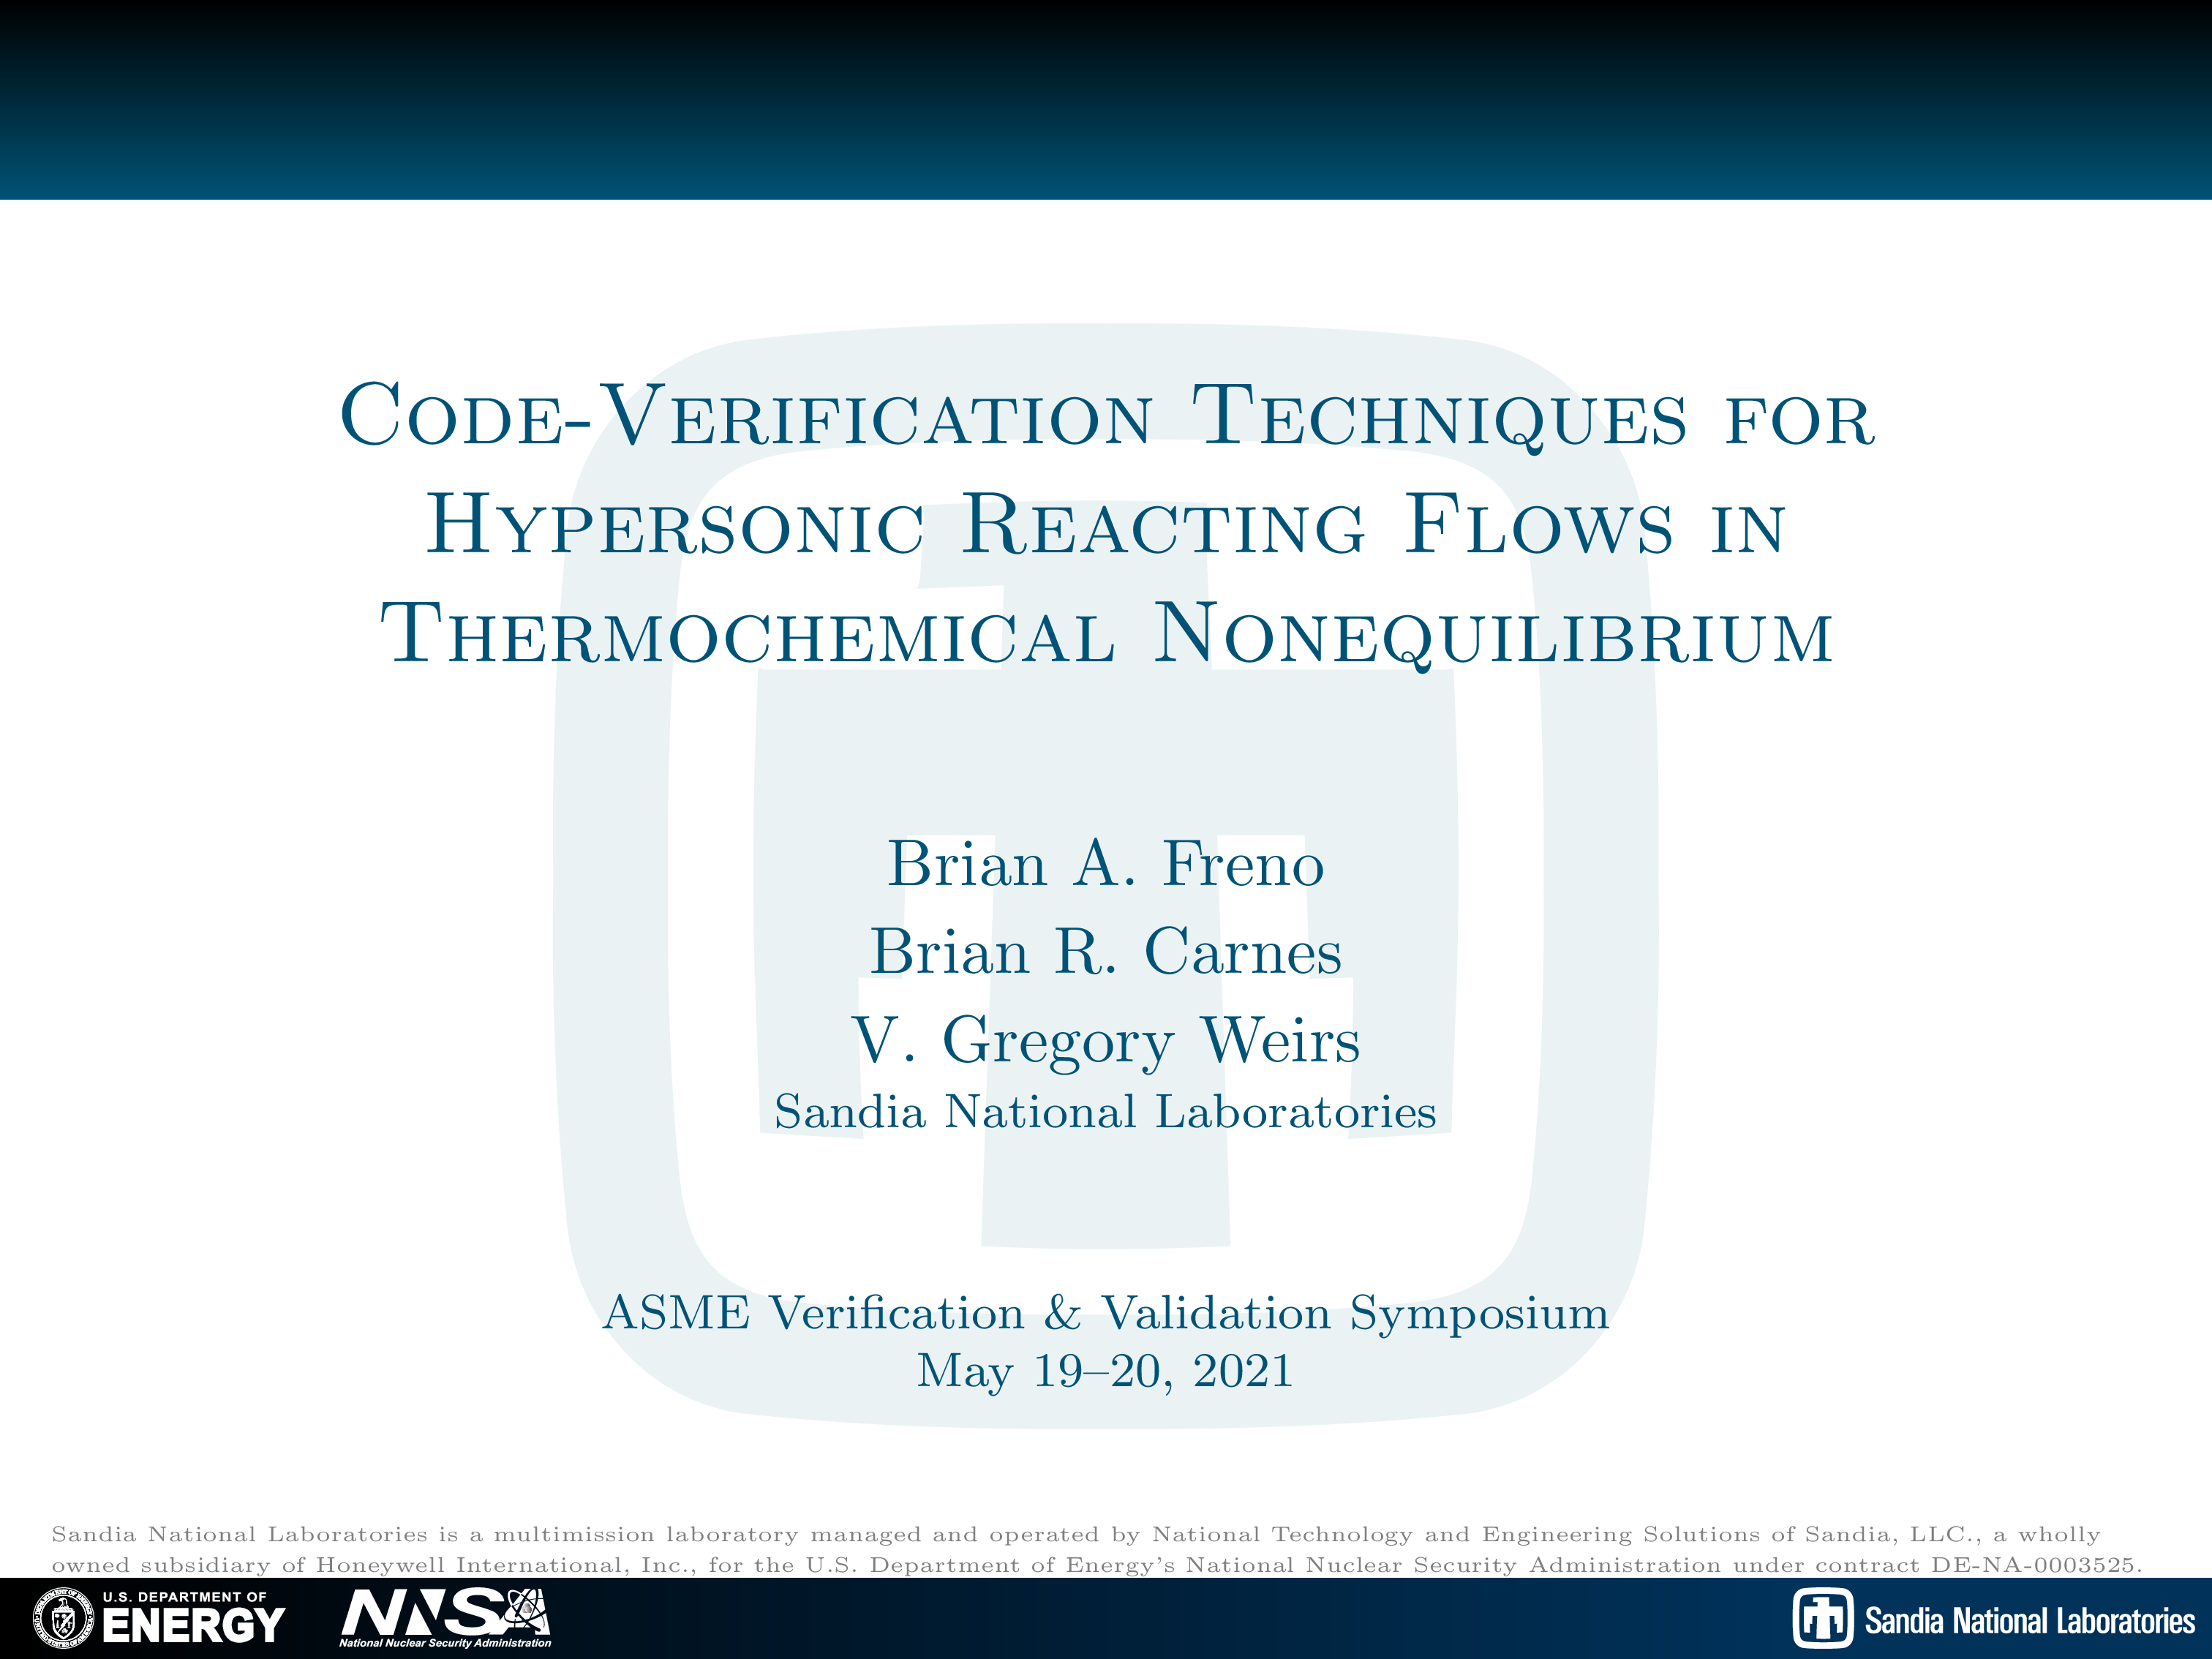 Code-Verification Techniques for
Hypersonic Reacting Flows in
Thermochemical Nonequilibrium
Brian A. Freno
Brian R. Carnes
V. Gregory Weirs
Sandia National Laboratories
ASME Verification & Validation Symposium
May 19–20, 2021
Sandia National Laboratories is a multimission laboratory managed and operated by National Technology and Engineering Solutions of Sandia, LLC., a wholly
owned subsidiary of Honeywell International, Inc., for the U.S. Department of Energy's National Nuclear Security Administration under contract DE-NA-0003525.
U.S. DEPARTMENT OF
ENERGY
NNSA
National Nuclear Security Administration
Sandia National Laboratories